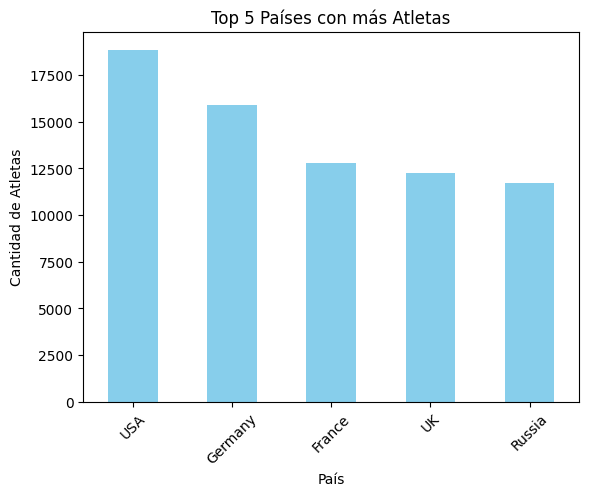 Top 5 Países con más Atletas
Cantidad de Atletas
17500
15000
12500
10000
7500
5000
2500
0
USA
Germany
France
UK
Russia
País